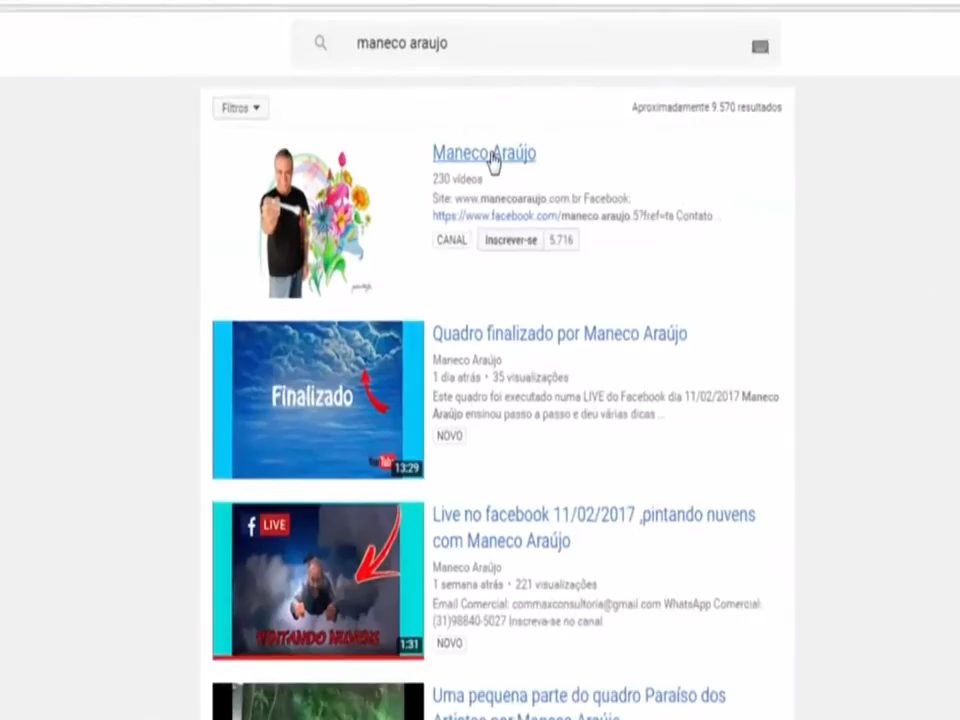 maneco araujo
Filtros
Aproximadamente 9.570 resultados
Maneco Araújo
230 vídeos
Site: www.manecoaraujo.com.br Facebook:
https://www.facebook.com/maneco.araujo.5?fref=ts Contato ...
CANAL Inscrever-se 5.716
Finalizado
YouTube
13:29
Quadro finalizado por Maneco Araújo
Maneco Araújo
1 dia atrás • 35 visualizações
Este quadro foi executado numa LIVE do Facebook dia 11/02/2017 Maneco
Araújo ensinou passo a passo e deu várias dicas ...
NOVO
f LIVE
PINTANDO NUVENS
1:31
Live no facebook 11/02/2017 ,pintando nuvens
com Maneco Araújo
Maneco Araújo
1 semana atrás • 221 visualizações
Email Comercial: commaxconsultoria@gmail.com WhatsApp Comercial:
(31)98840-5027 Inscreva-se no canal
NOVO
Uma pequena parte do quadro Paraíso dos
Artistas por Maneco Araújo